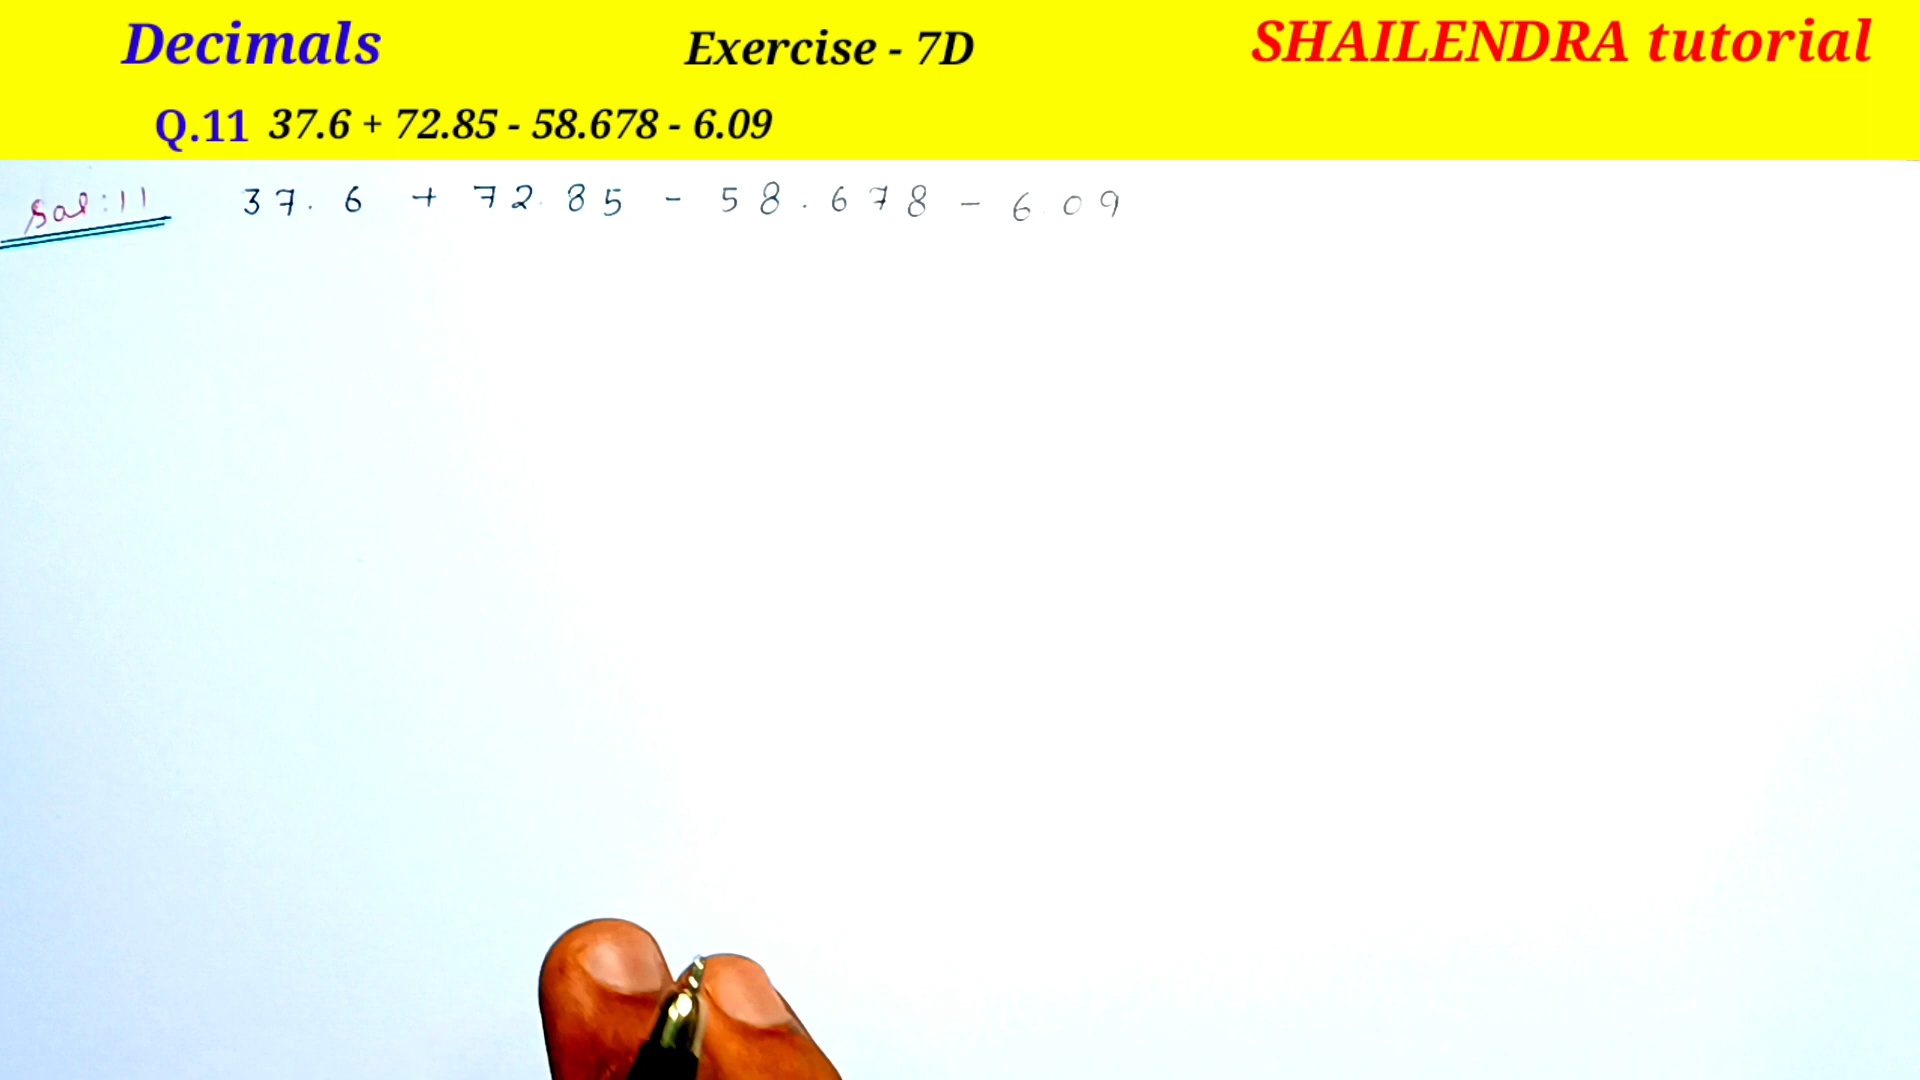 Decimals Exercise - 7D SHAILENDRA tutorial
Q.11 37.6 + 72.85 - 58.678 - 6.09
Sol:11 37.6 + 72.85 - 58.678 - 6.09